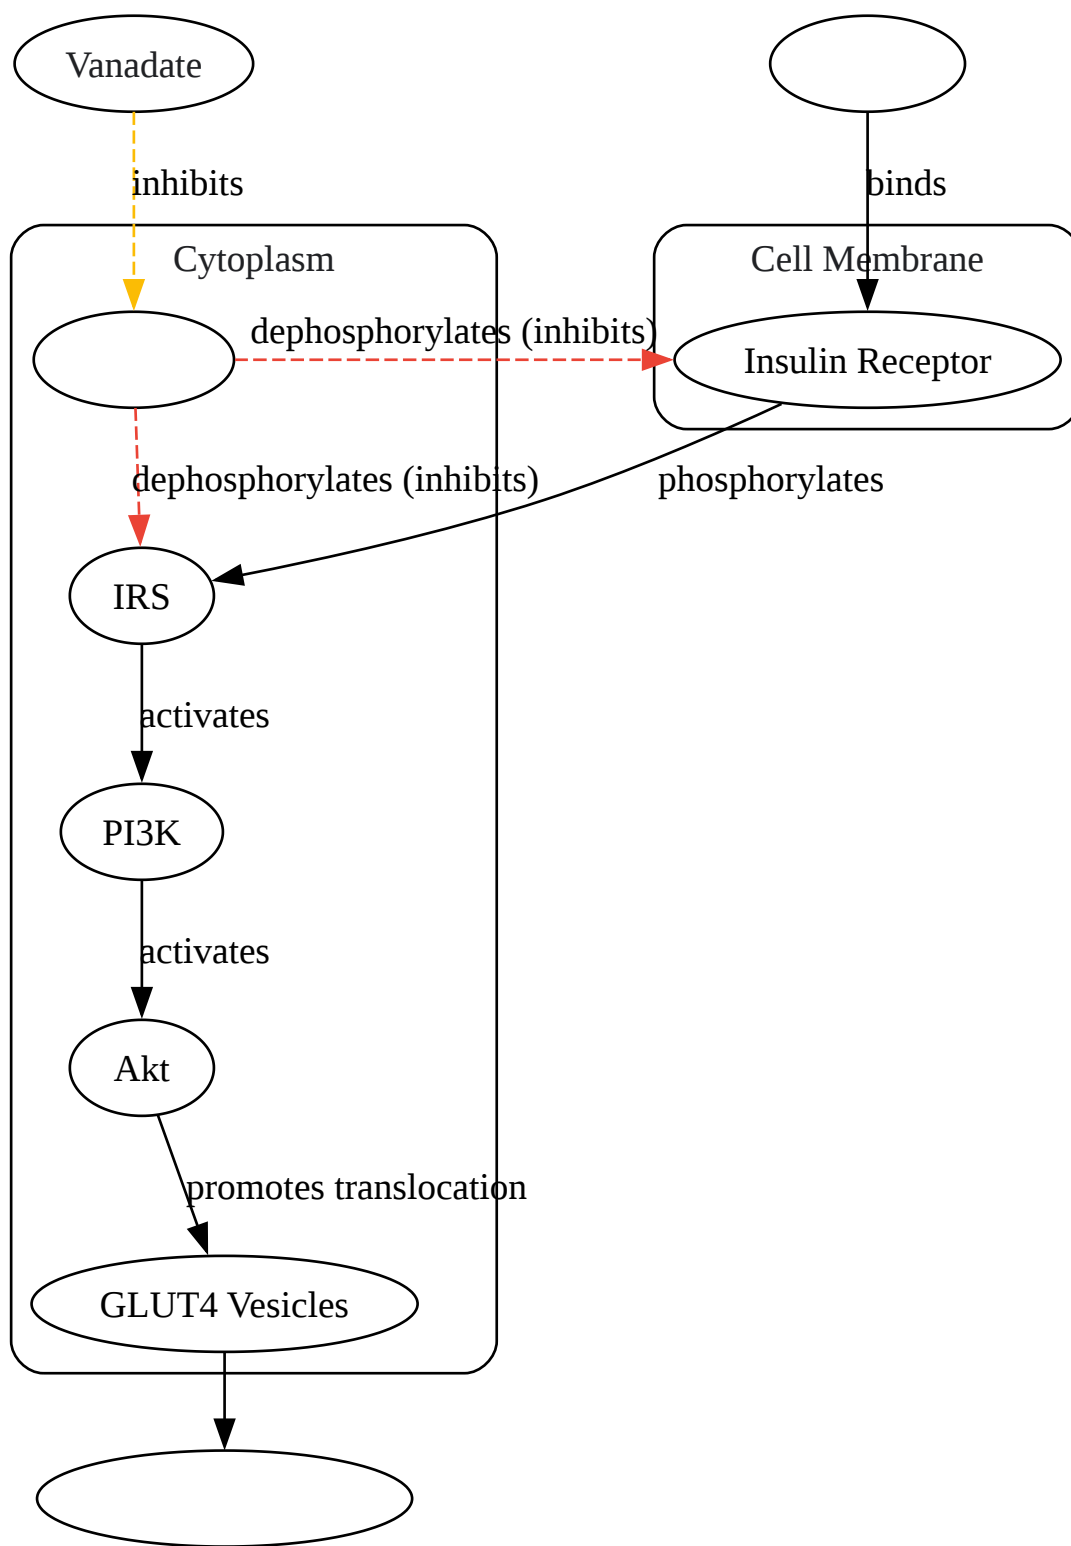 Vanadate
inhibits
binds
Cytoplasm
Cell Membrane
dephosphorylates (inhibits)
Insulin Receptor
dephosphorylates (inhibits)
phosphorylates
IRS
activates
PI3K
activates
Akt
promotes translocation
GLUT4 Vesicles